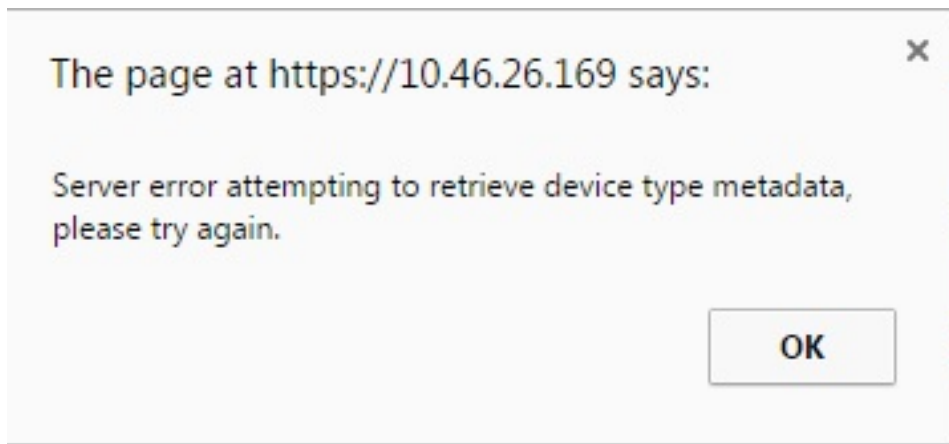 The page at https://10.46.26.169 says:
Server error attempting to retrieve device type metadata,
please try again.
OK